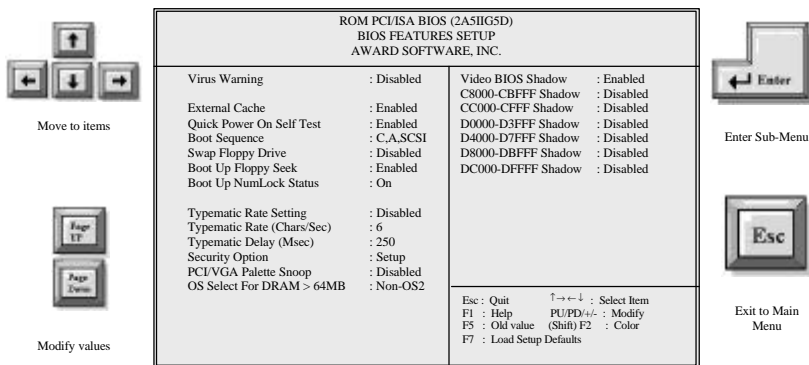 ROM PCI/ISA BIOS (2A5IIG5D)
BIOS FEATURES SETUP
AWARD SOFTWARE, INC.
Virus Warning : Disabled
External Cache : Enabled
Quick Power On Self Test : Enabled
Boot Sequence : C,A,SCSI
Swap Floppy Drive : Disabled
Boot Up Floppy Seek : Enabled
Boot Up NumLock Status : On
Typematic Rate Setting : Disabled
Typematic Rate (Chars/Sec) : 6
Typematic Delay (Msec) : 250
Security Option : Setup
PCI/VGA Palette Snoop : Disabled
OS Select For DRAM > 64MB : Non-OS2
Video BIOS Shadow : Enabled
C8000-CBFFF Shadow : Disabled
CC000-CFFF Shadow : Disabled
D0000-D3FFF Shadow : Disabled
D4000-D7FFF Shadow : Disabled
D8000-DBFFF Shadow : Disabled
DC000-DFFFF Shadow : Disabled
Esc : Quit ↑→←↓ : Select Item
F1 : Help PU/PD/+/- : Modify
F5 : Old value (Shift) F2 : Color
F7 : Load Setup Defaults
Move to items
Page
UP
Page
Down
Modify values
Enter
Enter Sub-Menu
Esc
Exit to Main
Menu